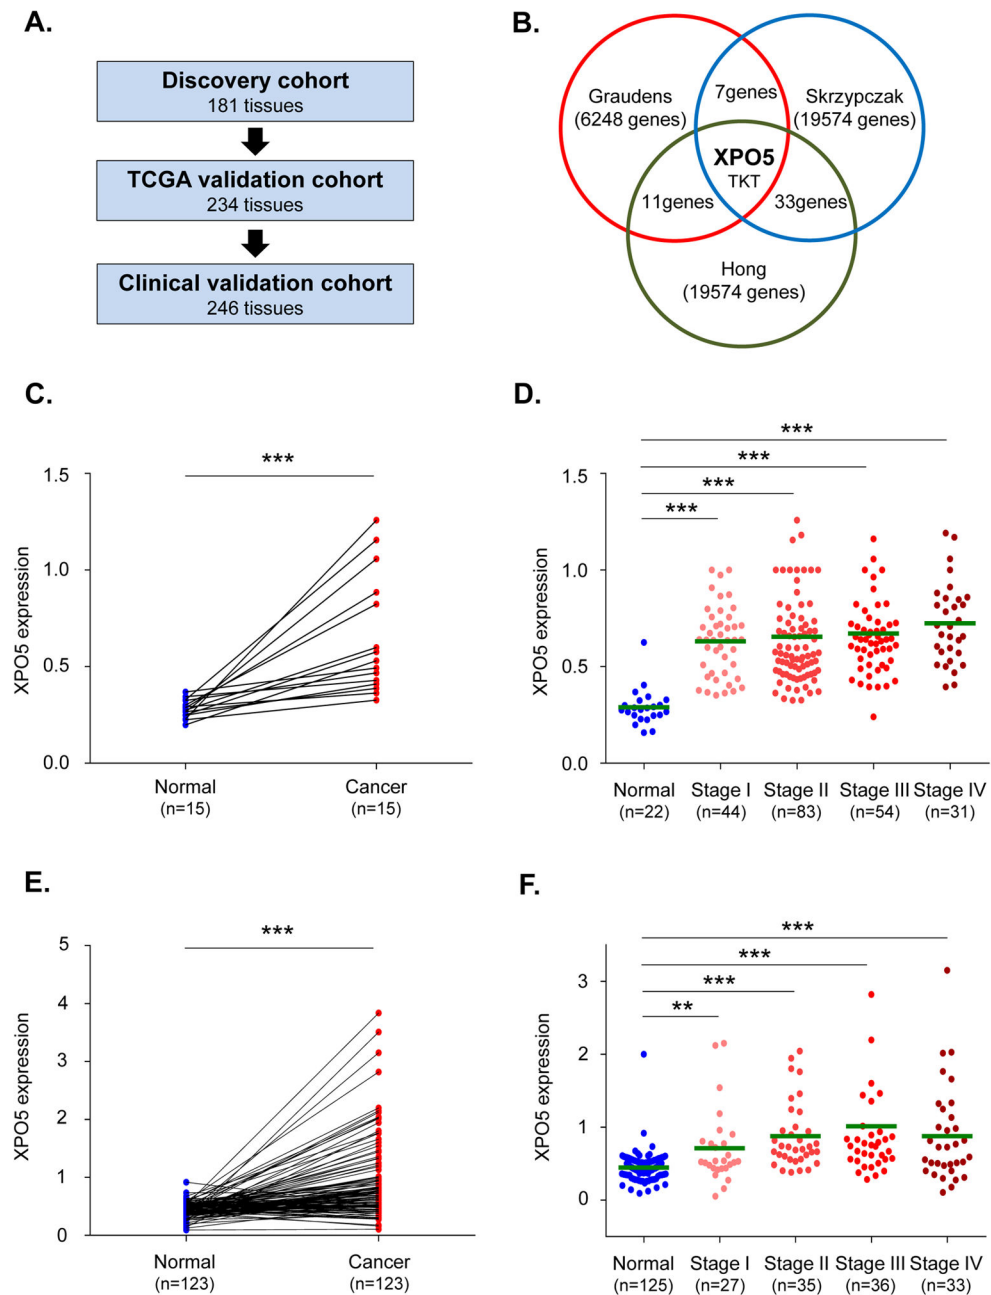 A.
Discovery cohort
181 tissues
TCGA validation cohort
234 tissues
Clinical validation cohort
246 tissues
B.
Graudens
(6248 genes)
7genes
Skrzypczak
(19574 genes)
XPO5
TKT
11genes
33genes
Hong
(19574 genes)
C.
***
1.5
1.0
0.5
0.0
XPO5 expression
Normal
(n=15)
Cancer
(n=15)
D.
***
***
***
***
1.5
1.0
0.5
0.0
XPO5 expression
Normal
(n=22)
Stage I
(n=44)
Stage II
(n=83)
Stage III
(n=54)
Stage IV
(n=31)
E.
***
5
4
3
2
1
0
XPO5 expression
Normal
(n=123)
Cancer
(n=123)
F.
***
***
***
**
3
2
1
0
XPO5 expression
Normal
(n=125)
Stage I
(n=27)
Stage II
(n=35)
Stage III
(n=36)
Stage IV
(n=33)